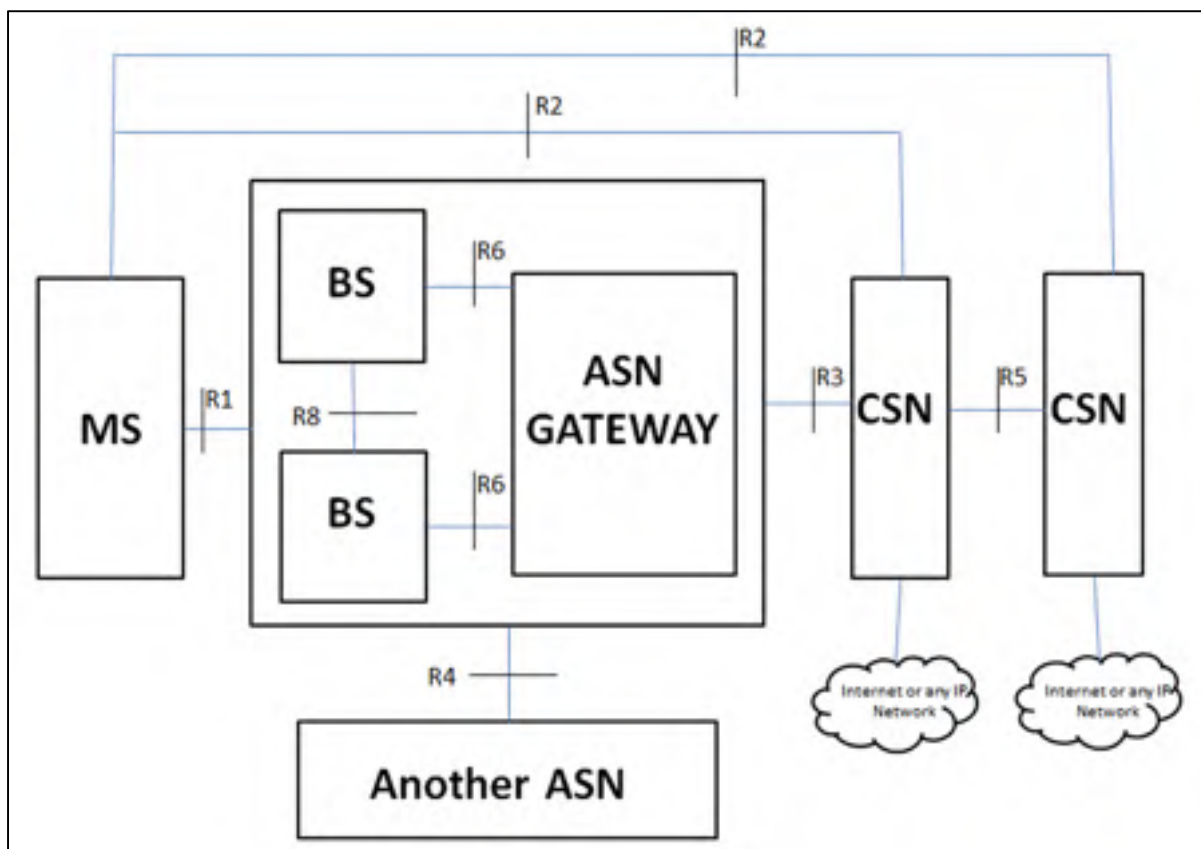 R2
R2
BS
R6
MS
R1
R8
ASN
GATEWAY
R3
CSN
R5
CSN
BS
R6
R4
Internet or any IP
Network
Internet or any IP
Network
Another ASN